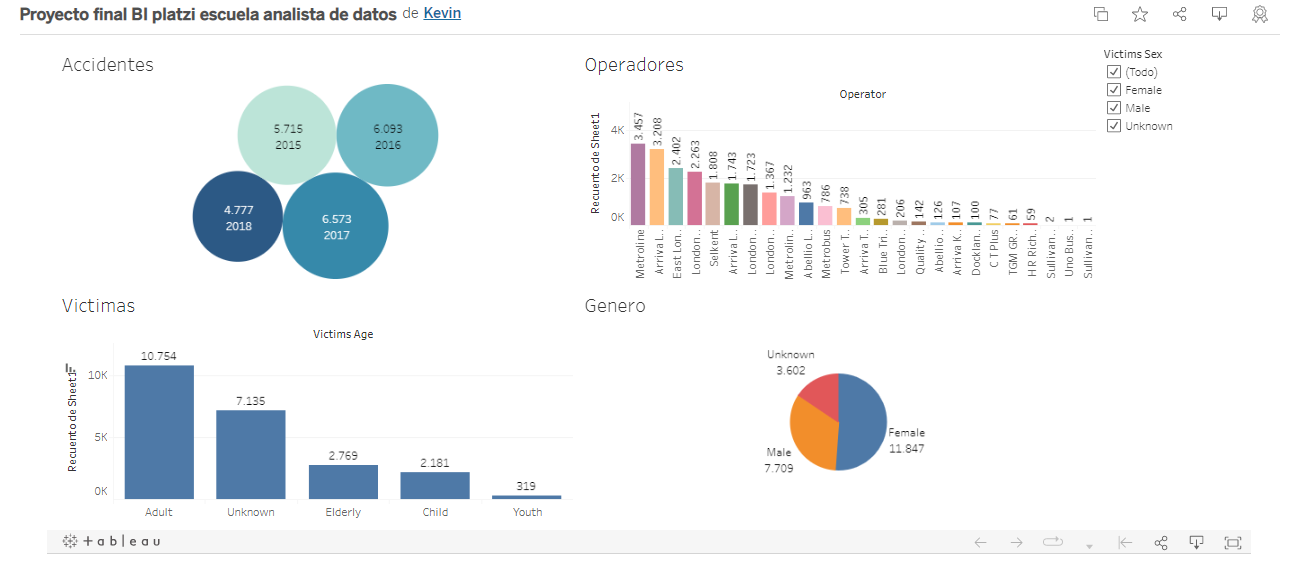 Proyecto final BI platzi escuela analista de datos de Kevin
Accidentes
5.715
2015
6.093
2016
4.777
2018
6.573
2017
Operadores
Operator
Recuento de Sheet1
4K
2K
0K
3.457
3.208
2.402
2.263
1.808
1.743
1.723
1.367
1.232
963
786
738
305
281
206
142
126
107
100
77
61
59
2
1
1
Metroline
Arriva L..
East Lon..
London..
Selkent
Arriva L..
London..
London..
Metrolin..
Abellio L..
Metrobus
Tower T..
Arriva T..
Blue Tri..
London..
Quality ..
Abellio ..
Arriva K..
Docklan..
C T Plus
TGM GR..
H R Rich..
Sullivan ..
Uno Bus..
Sullivan ..
Victims Sex
(Todo)
Female
Male
Unknown
Victimas
Victims Age
Recuento de Sheet1
10K
5K
0K
10.754
7.135
2.769
2.181
319
Adult
Unknown
Elderly
Child
Youth
Genero
Unknown
3.602
Female
11.847
Male
7.709
+ a b l e a u